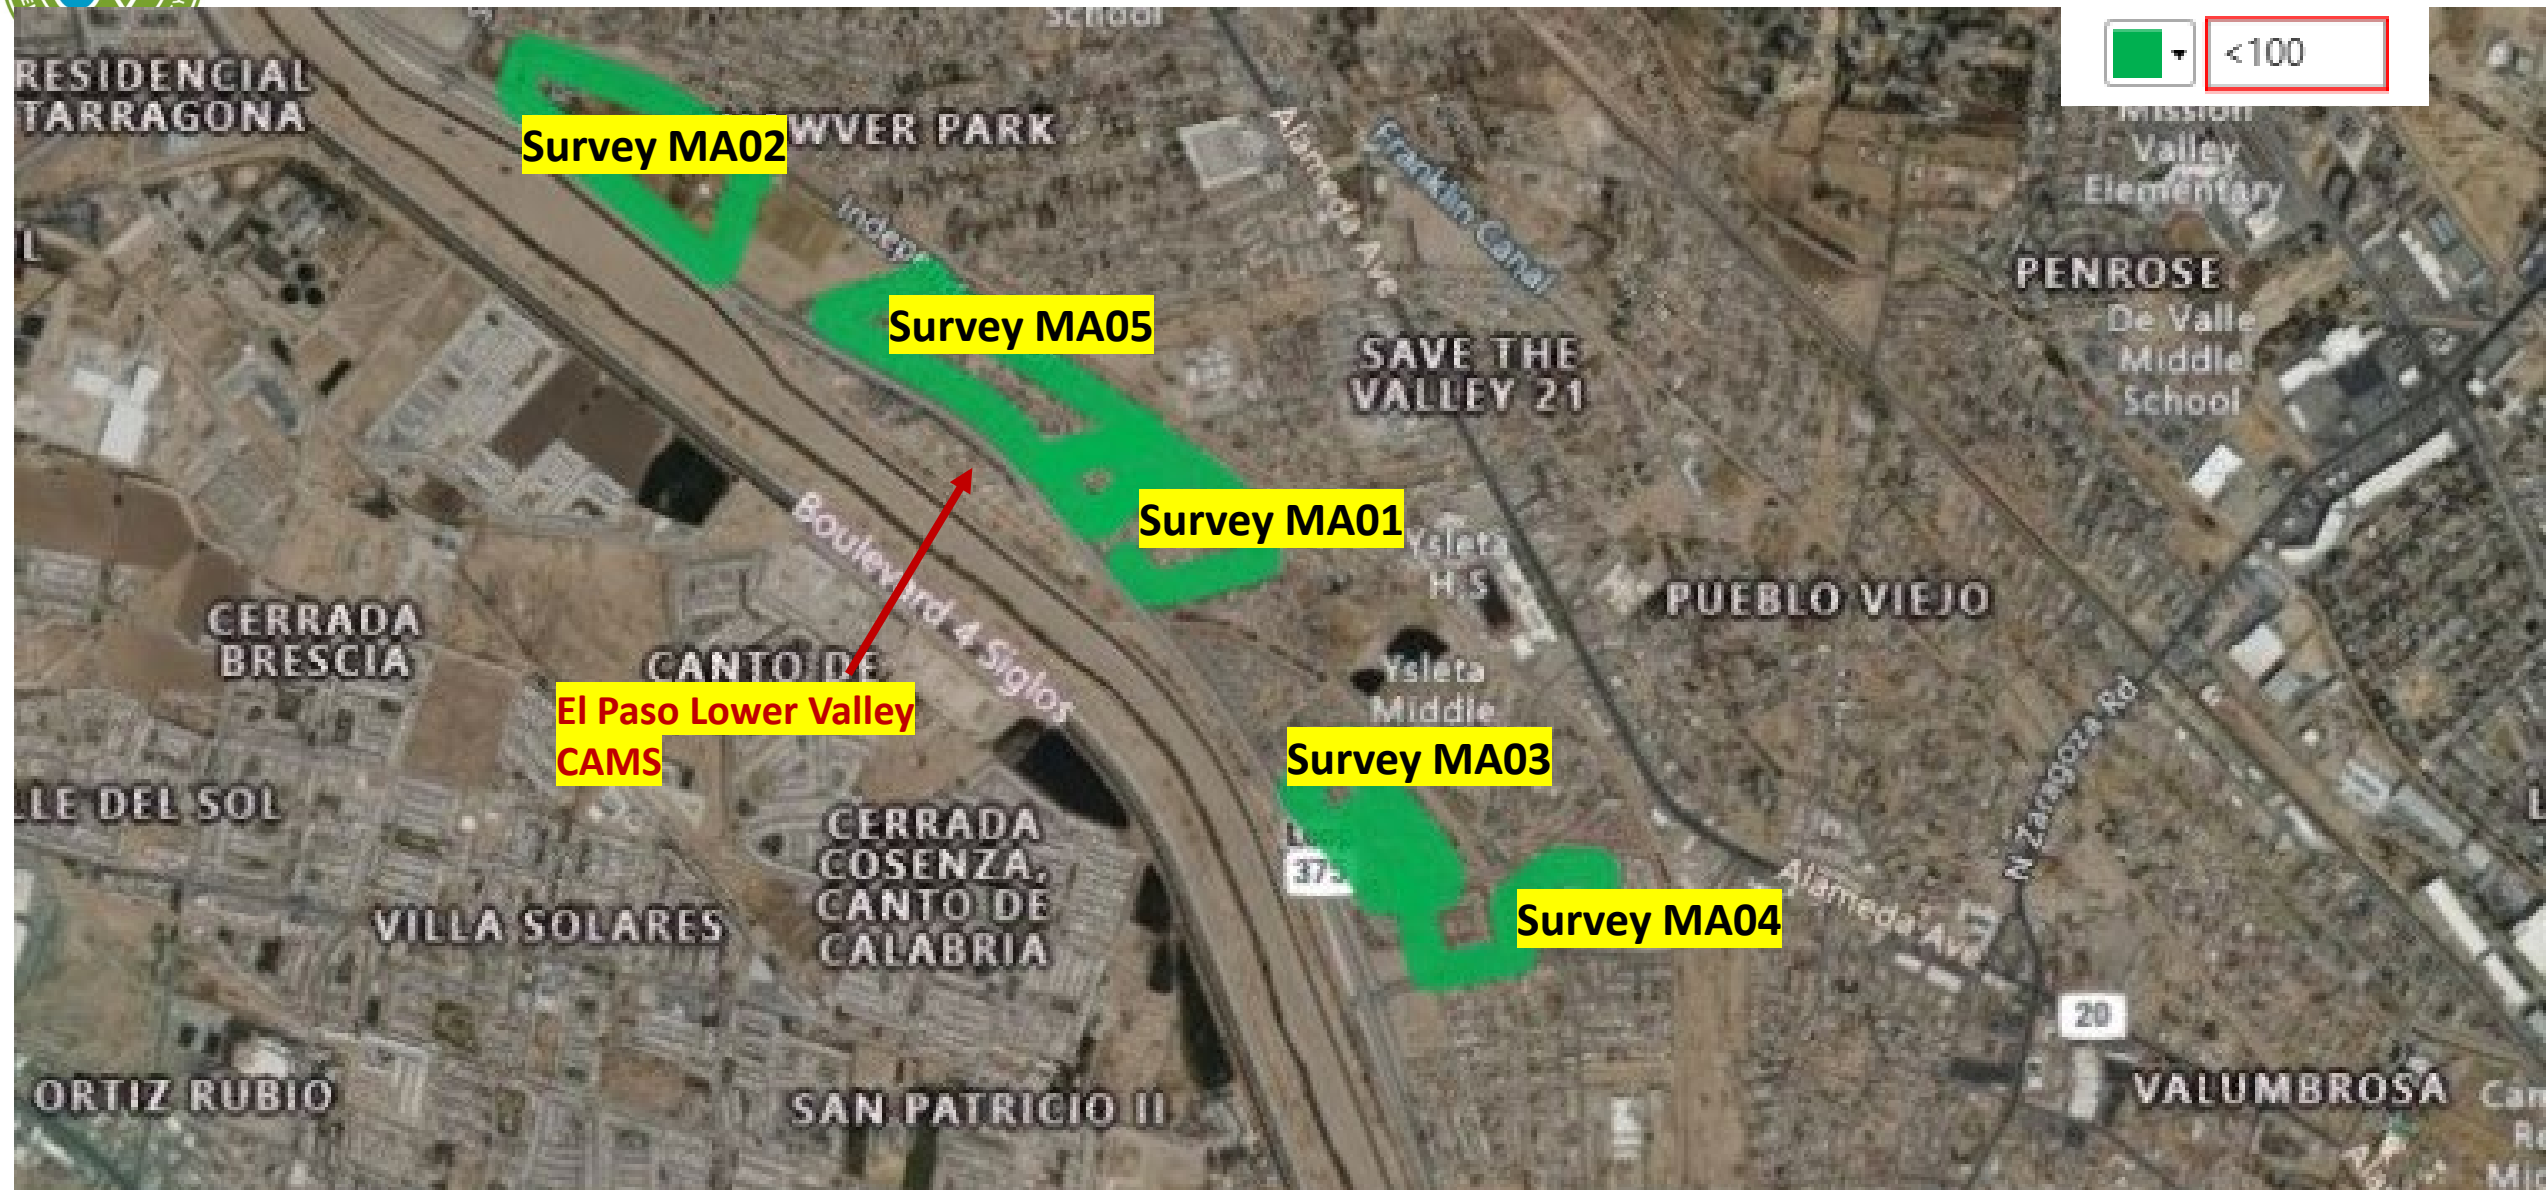 School
<100
RESIDENCIAL
TARRAGONA
Survey MA02
WVER PARK
Alameda Ave
Franklin Canal
Mission
Valley
Elementary
Indep
PENROSE
De Valle
Middle
School
Survey MA05
SAVE THE
VALLEY 21
Survey MA01
Ysleta
H S
Boulevard 4 Siglos
CERRADA
BRESCIA
CANTO DE
PUEBLO VIEJO
Ysleta
Middle
El Paso Lower Valley
CAMS
Survey MA03
N Zaragoza Rd
LLE DEL SOL
CERRADA
COSENZA,
CANTO DE
CALABRIA
375
Alameda Ave
VILLA SOLARES
Survey MA04
20
ORTIZ RUBIO
SAN PATRICIO II
VALUMBROSA